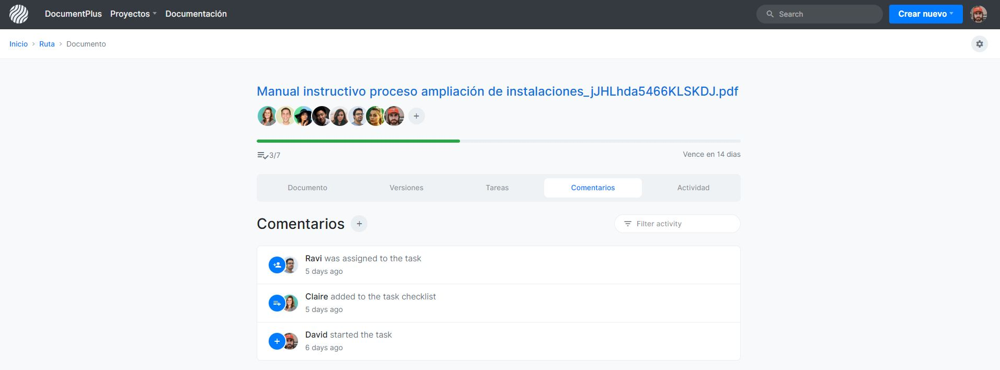 DocumentPlus Proyectos Documentación Search Crear nuevo
Inicio Ruta Documento
Manual instructivo proceso ampliación de instalaciones_jJHLhda5466KLSKDJ.pdf
3/7 Vence en 14 dias
Documento Versiones Tareas Comentarios Actividad
Comentarios Filter activity
Ravi was assigned to the task
5 days ago
Claire added to the task checklist
5 days ago
David started the task
6 days ago